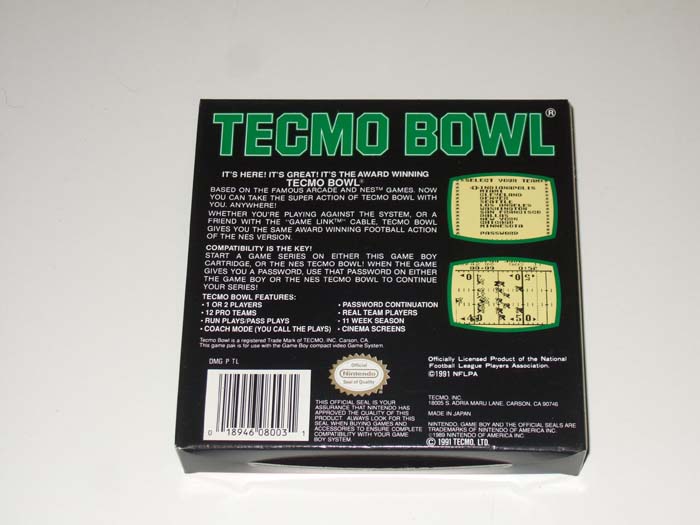 TECMO BOWL®
IT'S HERE! IT'S GREAT! IT'S THE AWARD WINNING
TECMO BOWL®
BASED ON THE FAMOUS ARCADE AND NES™ GAMES. NOW
YOU CAN TAKE THE SUPER ACTION OF TECMO BOWL WITH
YOU, ANYWHERE!
WHETHER YOU'RE PLAYING AGAINST THE SYSTEM, OR A
FRIEND WITH THE "GAME LINK™" CABLE, TECMO BOWL
GIVES YOU THE SAME AWARD WINNING FOOTBALL ACTION
OF THE NES VERSION.
COMPATIBILITY IS THE KEY!
START A GAME SERIES ON EITHER THIS GAME BOY
CARTRIDGE, OR THE NES TECMO BOWL! WHEN THE GAME
GIVES YOU A PASSWORD, USE THAT PASSWORD ON EITHER
THE GAME BOY OR THE NES TECMO BOWL TO CONTINUE
YOUR SERIES!
TECMO BOWL FEATURES:
• 1 OR 2 PLAYERS
• 12 PRO TEAMS
• RUN PLAYS/PASS PLAYS
• COACH MODE (YOU CALL THE PLAYS)
• PASSWORD CONTINUATION
• REAL TEAM PLAYERS
• 11 WEEK SEASON
• CINEMA SCREENS
Tecmo Bowl is a registered Trade Mark of TECMO, INC. Carson, CA
This game pak is for use with the Game Boy compact video Game System.
SELECT YOUR TEAM
INDIANAPOLIS
MIAMI
CLEVELAND
DENVER
SEATTLE
LOS ANGELES
WASHINGTON
SAN FRANCISCO
DALLAS
NEW YORK
CHICAGO
MINNESOTA
PASSWORD
DMG P TL
0 18946 08003 1
Official
Nintendo
Seal of Quality
THIS OFFICIAL SEAL IS YOUR
ASSURANCE THAT NINTENDO HAS
APPROVED THE QUALITY OF THIS
PRODUCT. ALWAYS LOOK FOR THIS
SEAL WHEN BUYING GAMES AND
ACCESSORIES TO ENSURE COMPLETE
COMPATIBILITY WITH YOUR GAME
BOY SYSTEM.
Officially Licensed Product of the National
Football League Players Association.
©1991 NFLPA
TECMO, INC.
18005 S. ADRIA MARU LANE, CARSON, CA 90746
MADE IN JAPAN
NINTENDO, GAME BOY AND THE OFFICIAL SEALS ARE
TRADEMARKS OF NINTENDO OF AMERICA INC.
©1989 NINTENDO OF AMERICA INC.
© 1991 TECMO, LTD.